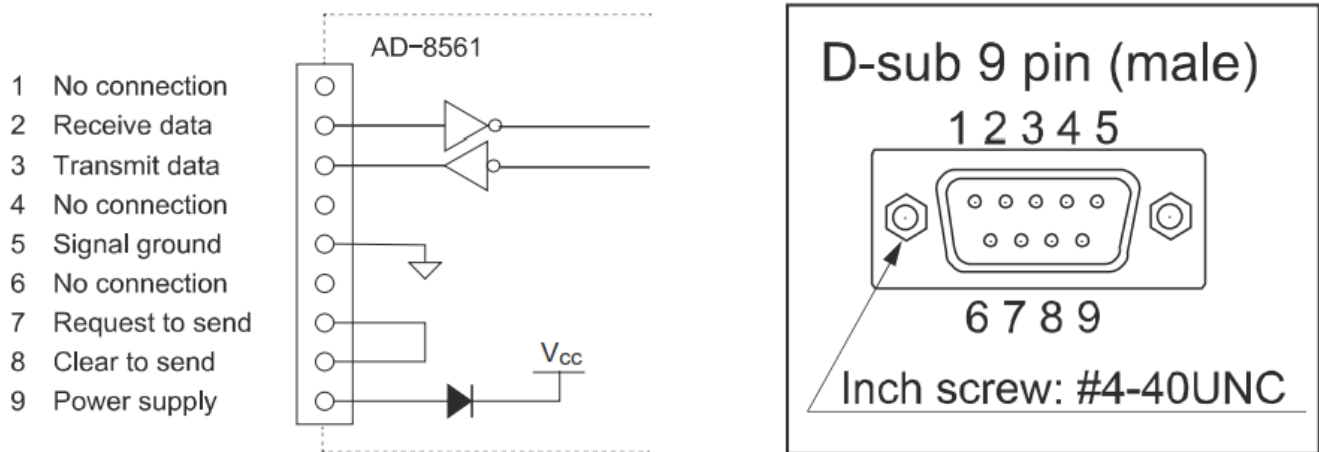 AD-8561
1 No connection
2 Receive data
3 Transmit data
4 No connection
5 Signal ground
6 No connection
7 Request to send
8 Clear to send
9 Power supply
Vcc
D-sub 9 pin (male)
1 2 3 4 5
6 7 8 9
Inch screw: #4-40UNC